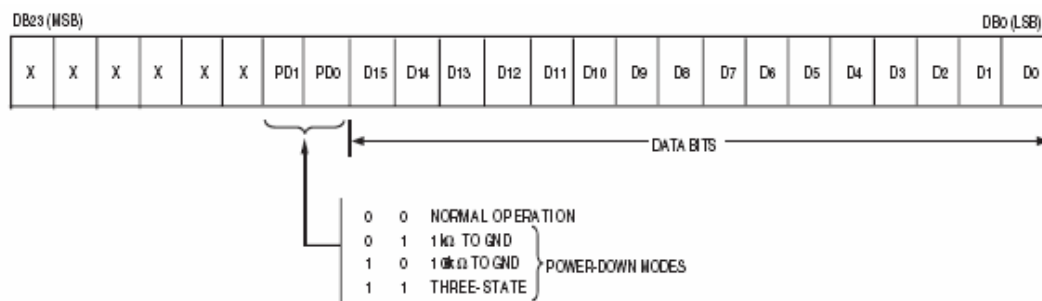 DB23 (MSB) DB0 (LSB)
X X X X X X PD1 PD0 D15 D14 D13 D12 D11 D10 D9 D8 D7 D6 D5 D4 D3 D2 D1 D0
DATA BITS
0 0 NORMAL OPERATION
0 1 1kΩ TO GND
1 0 100kΩ TO GND
1 1 THREE-STATE
POWER-DOWN MODES